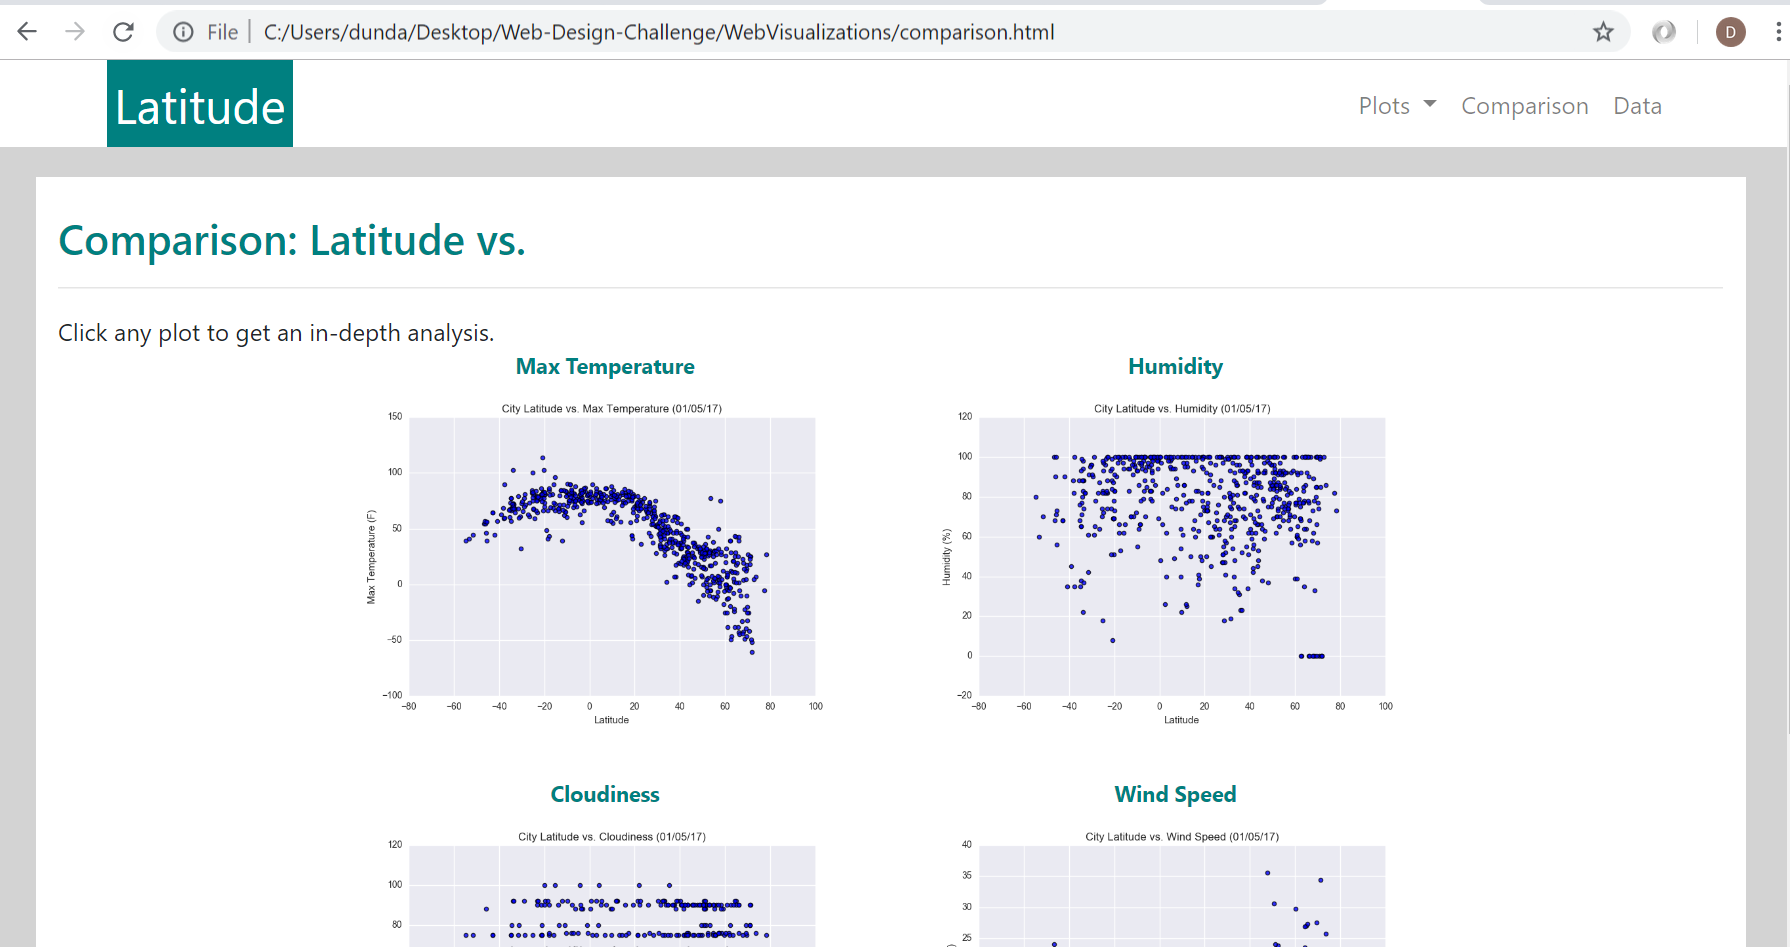 File C:/Users/dunda/Desktop/Web-Design-Challenge/WebVisualizations/comparison.html D
Latitude Plots Comparison Data
Comparison: Latitude vs.
Click any plot to get an in-depth analysis.
Max Temperature
City Latitude vs. Max Temperature (01/05/17)
150
100
50
0
−50
−100
Max Temperature (F)
−80 −60 −40 −20 0 20 40 60 80 100
Latitude
Humidity
City Latitude vs. Humidity (01/05/17)
120
100
80
60
40
20
0
−20
Humidity (%)
−80 −60 −40 −20 0 20 40 60 80 100
Latitude
Cloudiness
City Latitude vs. Cloudiness (01/05/17)
120
100
80
Wind Speed
City Latitude vs. Wind Speed (01/05/17)
40
35
30
25